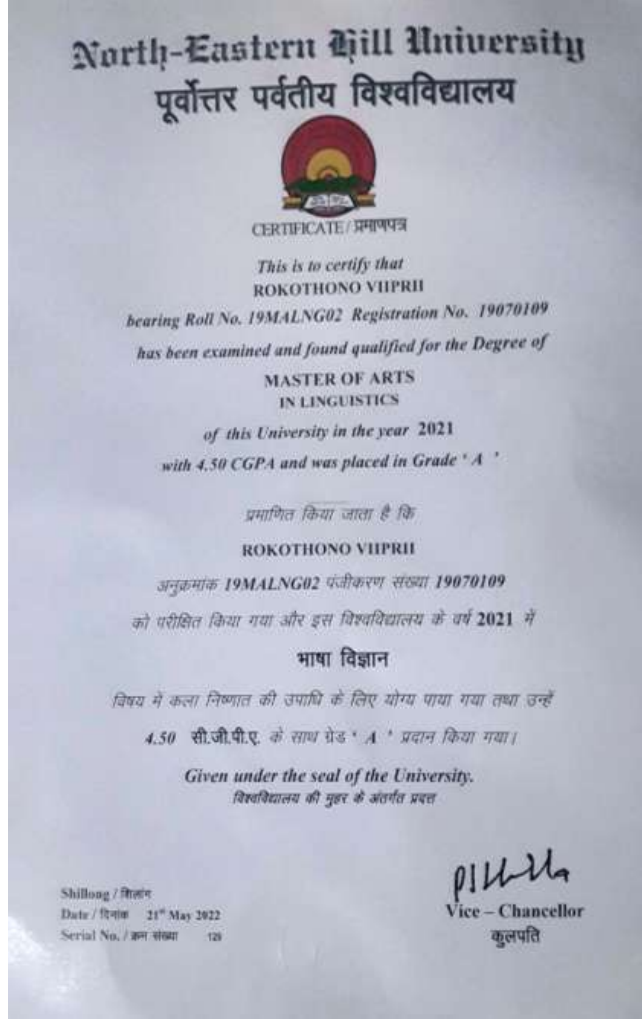 North-Eastern Hill University
पूर्वोत्तर पर्वतीय विश्वविद्यालय
CERTIFICATE / प्रमाणपत्र
This is to certify that
ROKOTHONO VIIPRII
bearing Roll No. 19MALNG02 Registration No. 19070109
has been examined and found qualified for the Degree of
MASTER OF ARTS
IN LINGUISTICS
of this University in the year 2021
with 4.50 CGPA and was placed in Grade ‘ A ’
प्रमाणित किया जाता है कि
ROKOTHONO VIIPRII
अनुक्रमांक 19MALNG02 पंजीकरण संख्या 19070109
को परीक्षित किया गया और इस विश्वविद्यालय के वर्ष 2021 में
भाषा विज्ञान
विषय में कला निष्णात की उपाधि के लिए योग्य पाया गया तथा उन्हें
4.50 सी.जी.पी.ए. के साथ ग्रेड ‘ A ’ प्रदान किया गया।
Given under the seal of the University.
विश्वविद्यालय की मुहर के अंतर्गत प्रदत्त
Shillong / शिलांग
Date / दिनांक 21st May 2022
Serial No. / क्रम संख्या 129
Vice – Chancellor
कुलपति